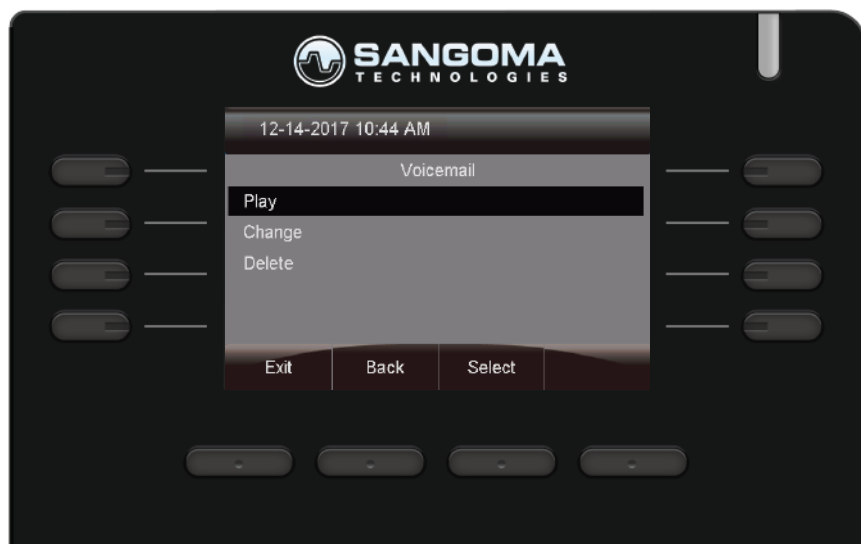 SANGOMA
TECHNOLOGIES
12-14-2017 10:44 AM
Voicemail
Play
Change
Delete
Exit Back Select